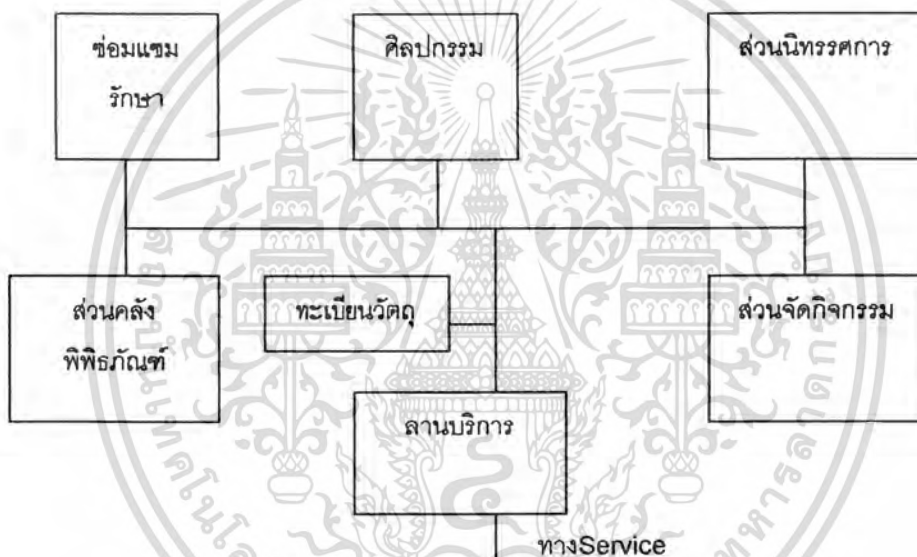 ซ่อมแซม
รักษา
ศิลปกรรม
ส่วนนิทรรศการ
ส่วนคลัง
พิพิธภัณฑ์
ทะเบียนวัตถุ
ส่วนจัดกิจกรรม
ลานบริการ
ทางService